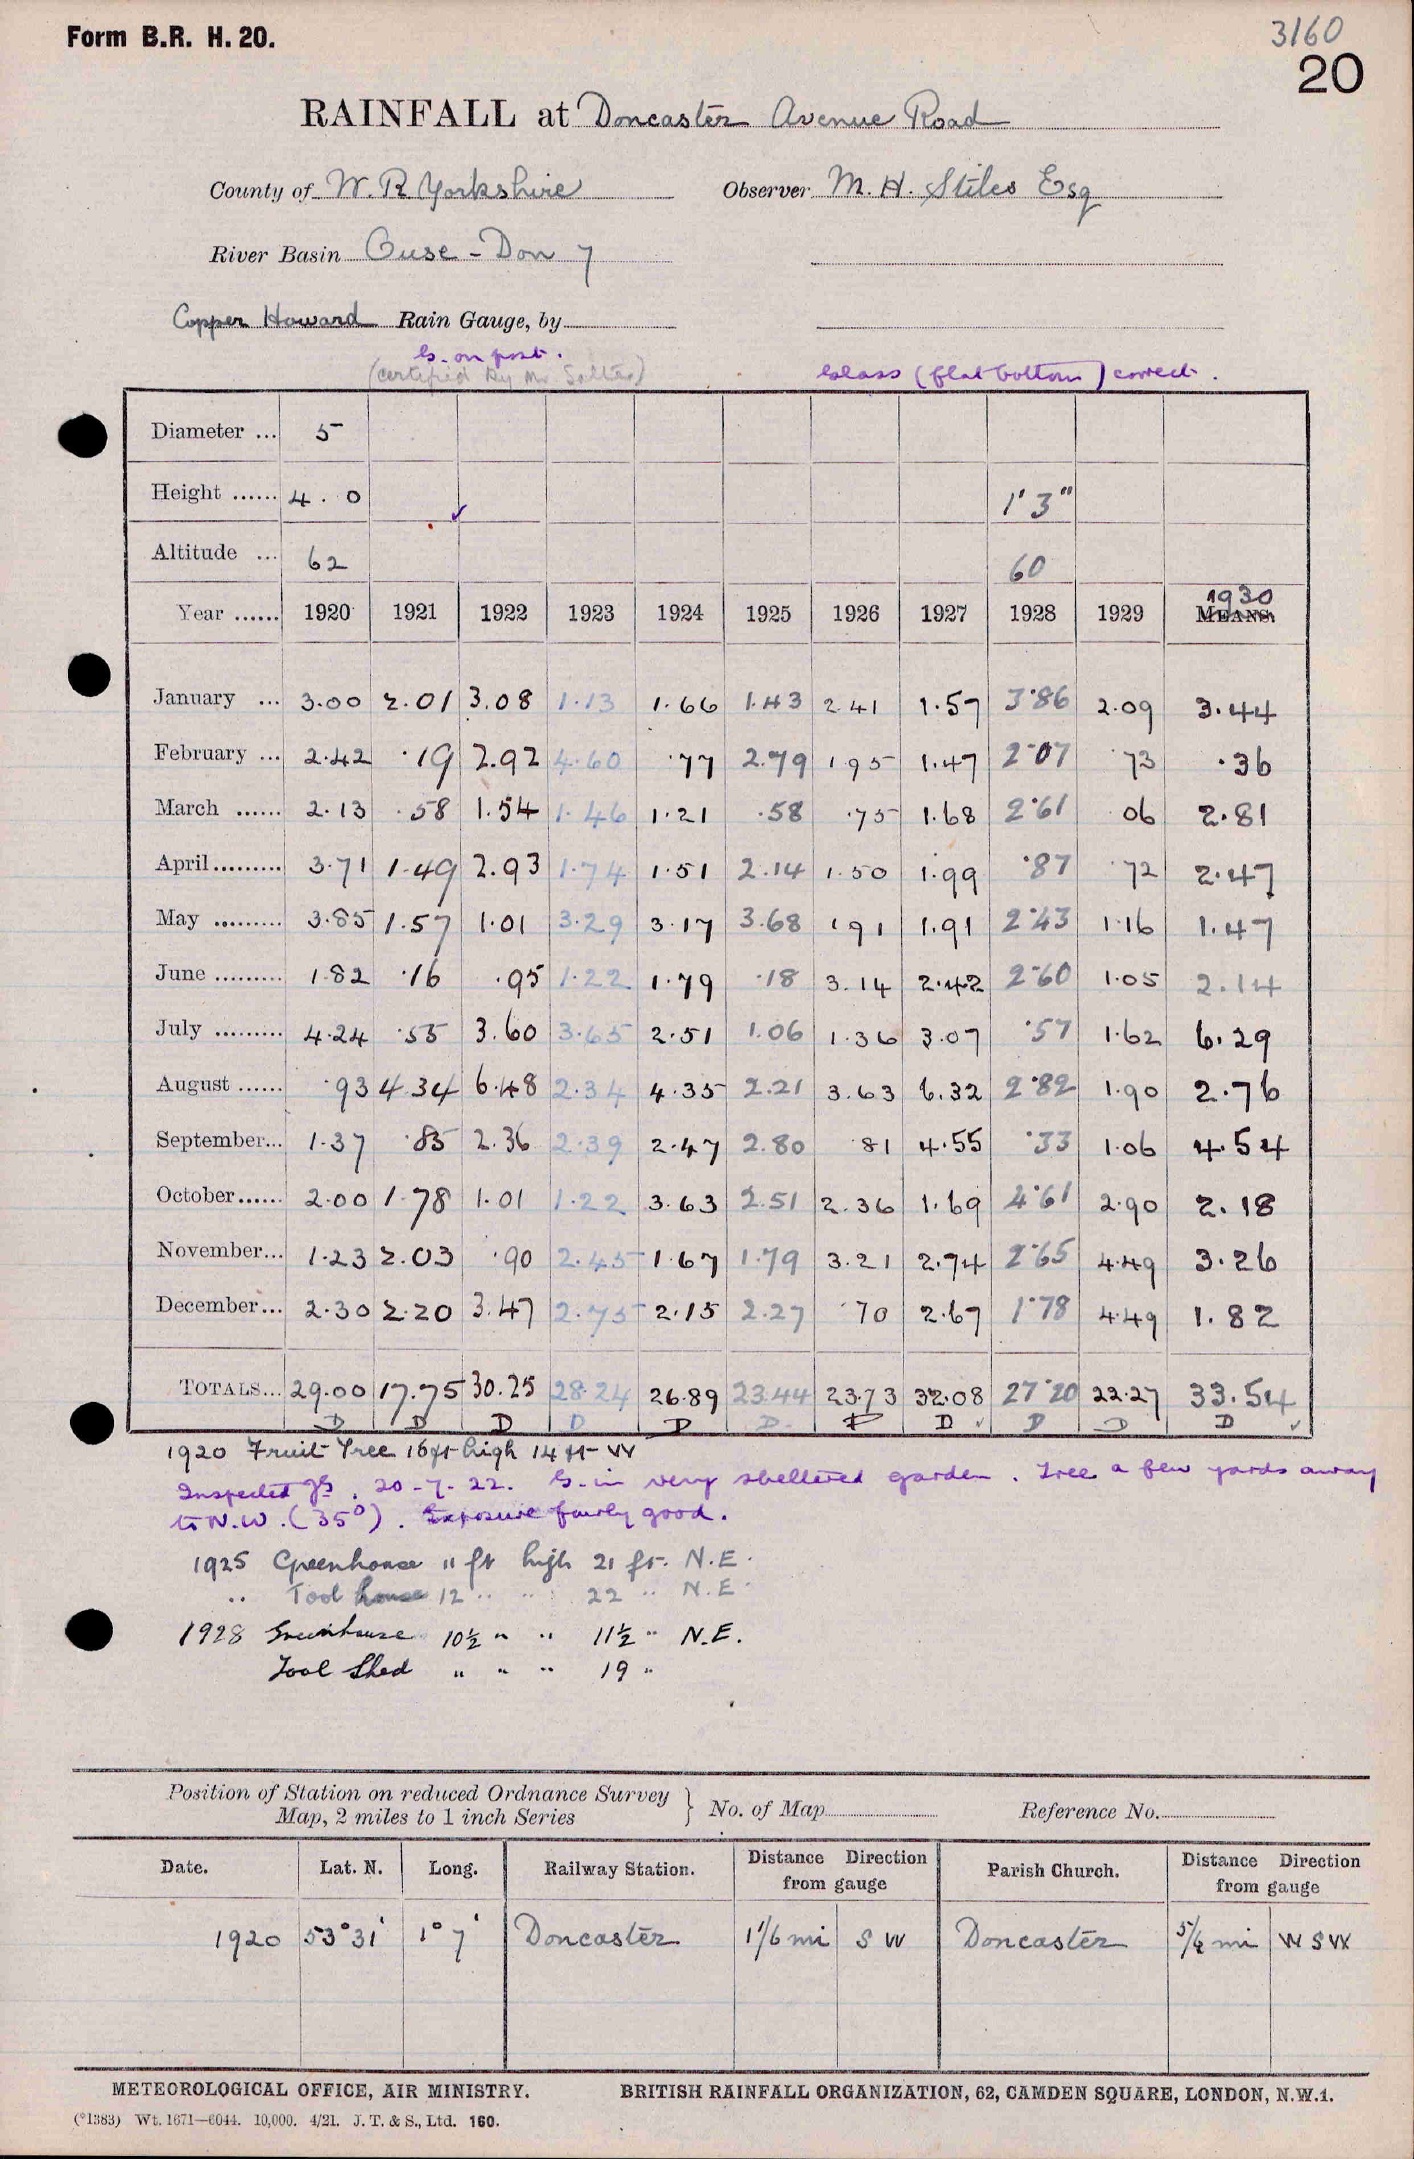 Form B.R. H. 20.
3160
20
RAINFALL at Doncaster Avenue Road
County of W. R Yorkshire Observer M. H. Stiles Esq
River Basin Ouse - Don 7
Copper Howard Rain Gauge, by
G. on post.
(certified by Mr Salter)
Glass (flat bottom) correct.
Diameter ... 5
Height ...... 4. 0 1' 3"
Altitude ... 62 60
Year ...... 1920 1921 1922 1923 1924 1925 1926 1927 1928 1929 1930 MEANS.
January ... 3.00 2.01 3.08 1.13 1.66 1.43 2 41 1.57 3.86 2.09 3.44
February ... 2.42 .19 2.92 4.60 .77 2.79 1 95 1.47 2.07 73 .36
March ...... 2.13 .58 1.54 1.46 1.21 .58 .75 1.68 2.61 06 2.81
April......... 3.71 1.49 2.93 1.74 1.51 2.14 1.50 1.99 .87 72 2.47
May ......... 3.85 1.57 1.01 3.29 3.17 3.68 1 91 1.91 2.43 1.16 1.47
June ......... 1.82 .16 .95 1.22 1.79 .18 3.14 2.42 2.60 1.05 2.14
July ......... 4.24 .55 3.60 3.65 2.51 1.06 1.36 3.07 .57 1.62 6.29
August ...... .93 4.34 6.48 2.34 4.35 2.21 3.63 6.32 2.82 1.90 2.76
September... 1.37 .85 2.36 2.39 2.47 2.80 81 4.55 .33 1.06 4.54
October...... 2.00 1.78 1.01 1.22 3.63 2.51 2.36 1.69 4.61 2.90 2.18
November... 1.23 2.03 .90 2.45 1.67 1.79 3.21 2.74 2.65 4.49 3.26
December... 2.30 2.20 3.47 2.75 2.15 2.27 .70 2.67 1.78 4.49 1.82
TOTALS... 29.00 17.75 30.25 28.24 26.89 23.44 23.73 32.08 27.20 22.27 33.54
D D D D D D D D D D D
1920 Fruit Tree 16ft high 14 ft W
Inspected . 20-7-22. G. in very sheltered garden. Tree a few yards away
to N.W. (35°). Exposure fairly good.
1925 Greenhouse 11 ft high 21 ft. N.E.
" Tool house 12 " " 22 " N.E.
1928 Greenhouse 10½ " " 11½ " N.E.
Tool Shed " " " 19 "
Position of Station on reduced Ordnance Survey
Map, 2 miles to 1 inch Series } No. of Map Reference No.
Date. Lat. N. Long. Railway Station. Distance Direction from gauge Parish Church. Distance Direction from gauge
1920 53°31' 1°7' Doncaster 1 1/6 mi S W Doncaster mi W S W
METEOROLOGICAL OFFICE, AIR MINISTRY. BRITISH RAINFALL ORGANIZATION, 62, CAMDEN SQUARE, LONDON, N.W.1.
(*1383) Wt. 1671—6044. 10,000. 4/21. J. T. & S., Ltd. 160.